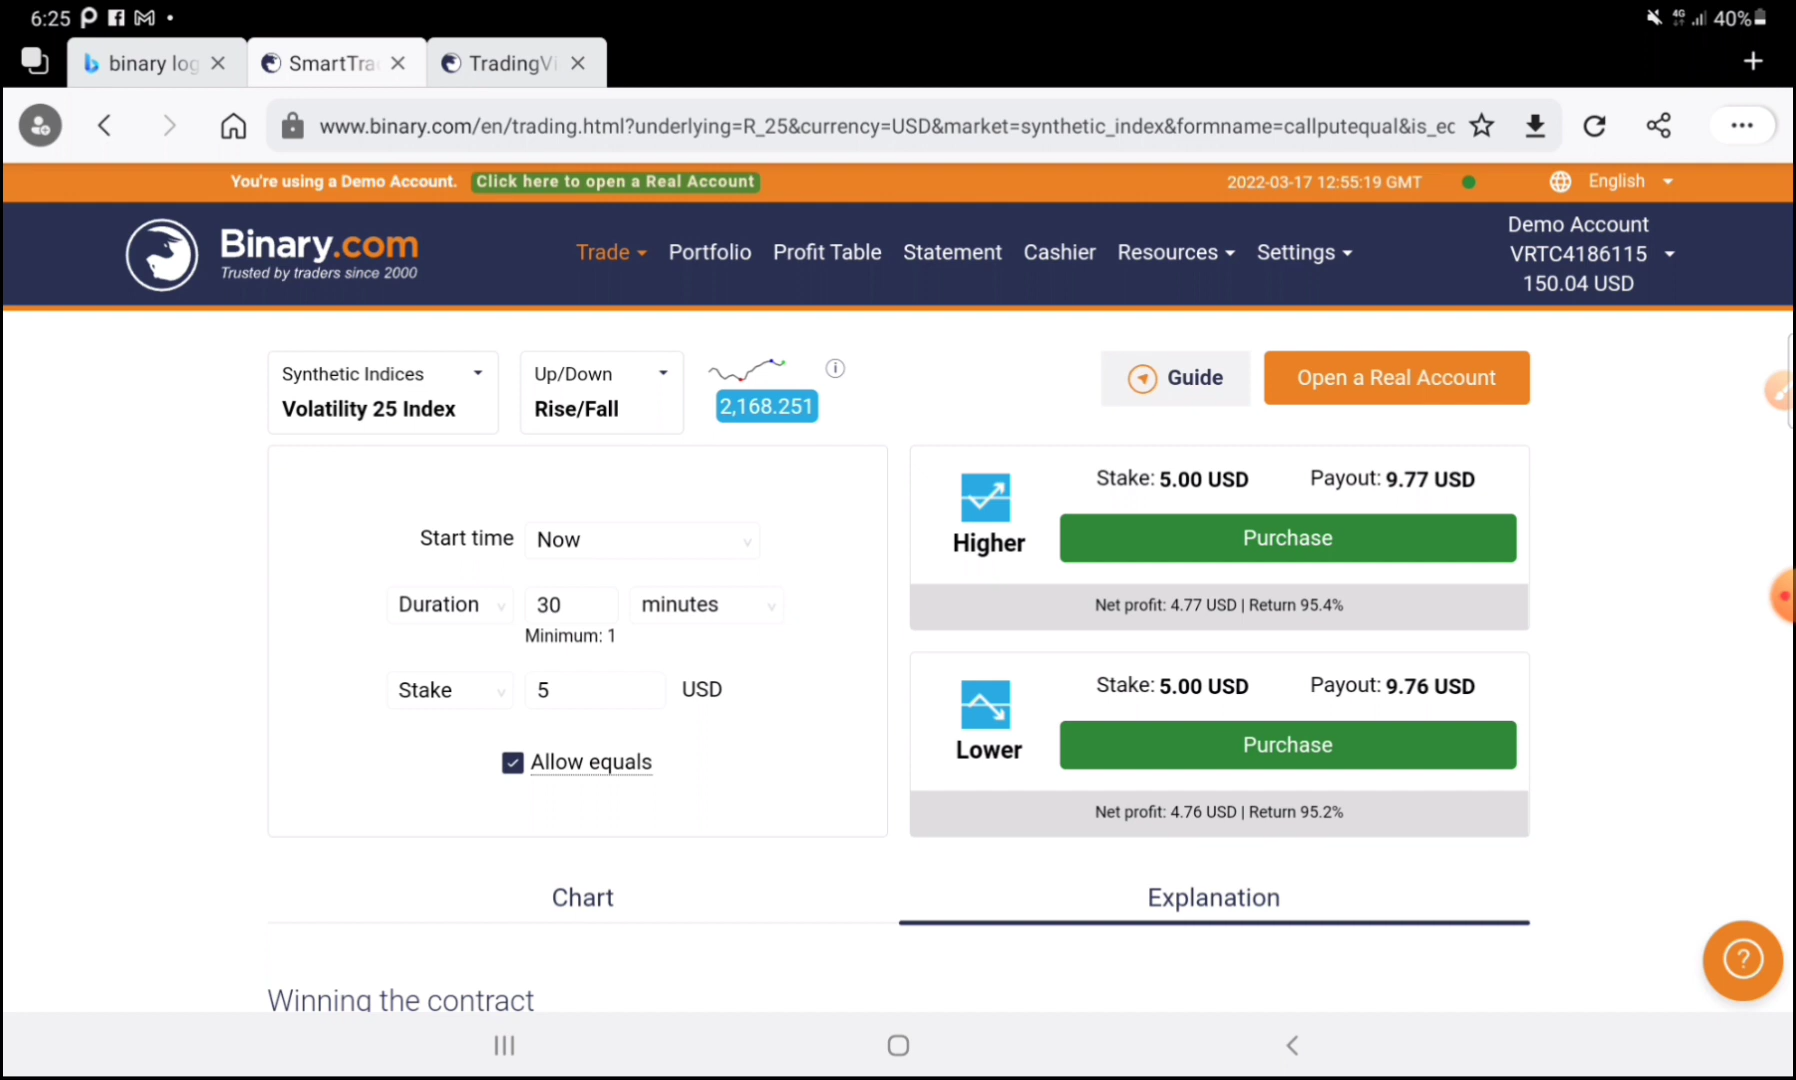 6:25
4G 40%
binary log
SmartTra
TradingVi
www.binary.com/en/trading.html?underlying=R_25&currency=USD&market=synthetic_index&formname=callputequal&is_ec
You're using a Demo Account. Click here to open a Real Account 2022-03-17 12:55:19 GMT English
Binary.com
Trusted by traders since 2000
Trade Portfolio Profit Table Statement Cashier Resources Settings
Demo Account
VRTC4186115
150.04 USD
Synthetic Indices
Volatility 25 Index
Up/Down
Rise/Fall
2,168.251
Guide
Open a Real Account
Start time Now
Duration 30 minutes
Minimum: 1
Stake 5 USD
Allow equals
Higher
Stake: 5.00 USD Payout: 9.77 USD
Purchase
Net profit: 4.77 USD | Return 95.4%
Lower
Stake: 5.00 USD Payout: 9.76 USD
Purchase
Net profit: 4.76 USD | Return 95.2%
Chart Explanation
Winning the contract